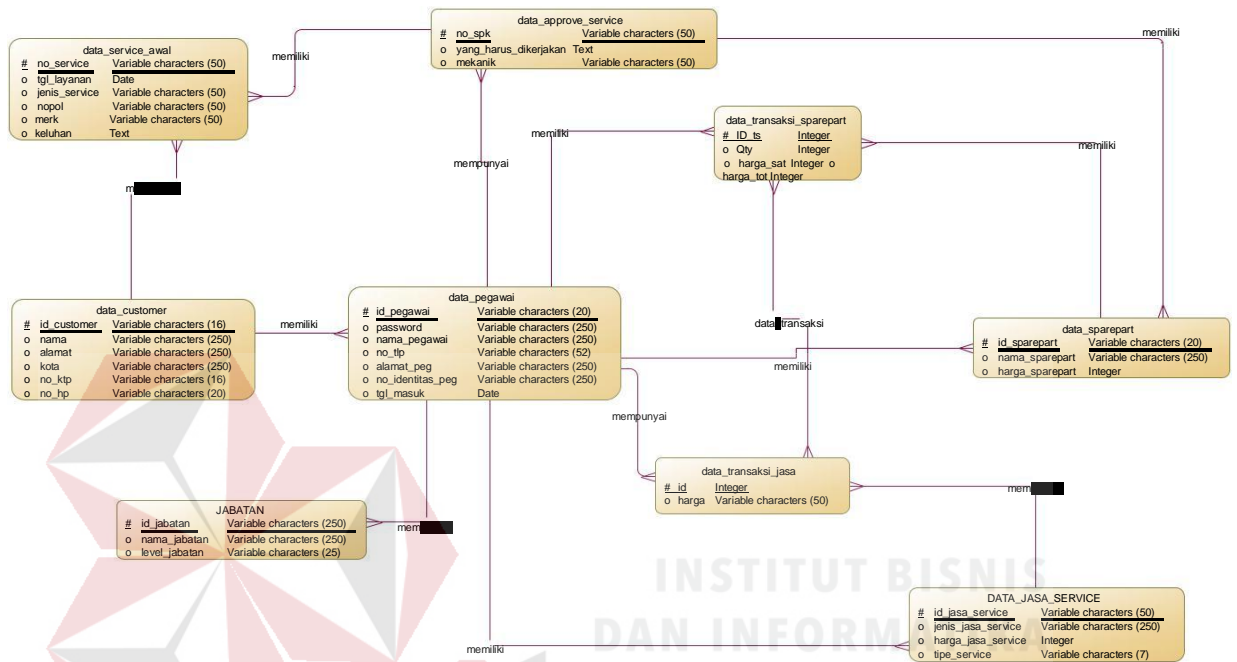 data_approve_service
# no_spk Variable characters (50)
o yang_harus_dikerjakan Text
o mekanik Variable characters (50)
memiliki
memiliki
data_service_awal
# no_service Variable characters (50)
o tgl_layanan Date
o jenis_service Variable characters (50)
o nopol Variable characters (50)
o merk Variable characters (50)
o keluhan Text
data_transaksi_sparepart
# ID_ts Integer
o Qty Integer
o harga_sat Integer o
harga_tot Integer
memiliki
memiliki
mempunyai
data_customer
# id_customer Variable characters (16)
o nama Variable characters (250)
o alamat Variable characters (250)
o kota Variable characters (250)
o no_ktp Variable characters (16)
o no_hp Variable characters (20)
memiliki
data_pegawai
# id_pegawai Variable characters (20)
o password Variable characters (250)
o nama_pegawai Variable characters (250)
o no_tlp Variable characters (52)
o alamat_peg Variable characters (250)
o no_identitas_peg Variable characters (250)
o tgl_masuk Date
data transaksi
data_sparepart
# id_sparepart Variable characters (20)
o nama_sparepart Variable characters (250)
o harga_sparepart Integer
memiliki
mempunyai
data_transaksi_jasa
# id Integer
o harga Variable characters (50)
JABATAN
# id_jabatan Variable characters (250)
o nama_jabatan Variable characters (250)
o level_jabatan Variable characters (25)
INSTITUT BISNIS
DAN INFORMATIKA
DATA_JASA_SERVICE
# id_jasa_service Variable characters (50)
o jenis_jasa_service Variable characters (250)
o harga_jasa_service Integer
o tipe_service Variable characters (7)
memiliki